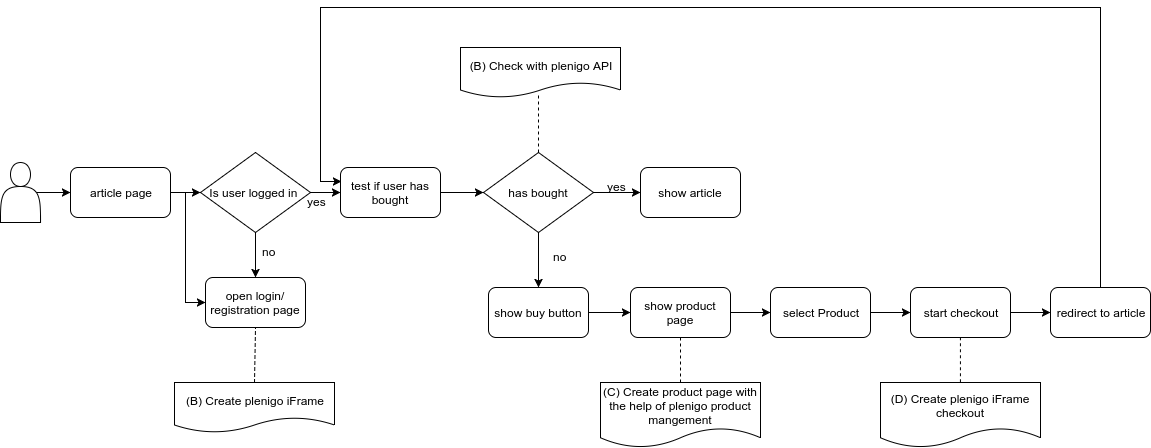 (B) Check with plenigo API
article page
Is user logged in
yes
test if user has
bought
has bought
yes
show article
no
open login/
registration page
no
show buy button
show product
page
select Product
start checkout
redirect to article
(B) Create plenigo iFrame
(C) Create product page with
the help of plenigo product
mangement
(D) Create plenigo iFrame
checkout